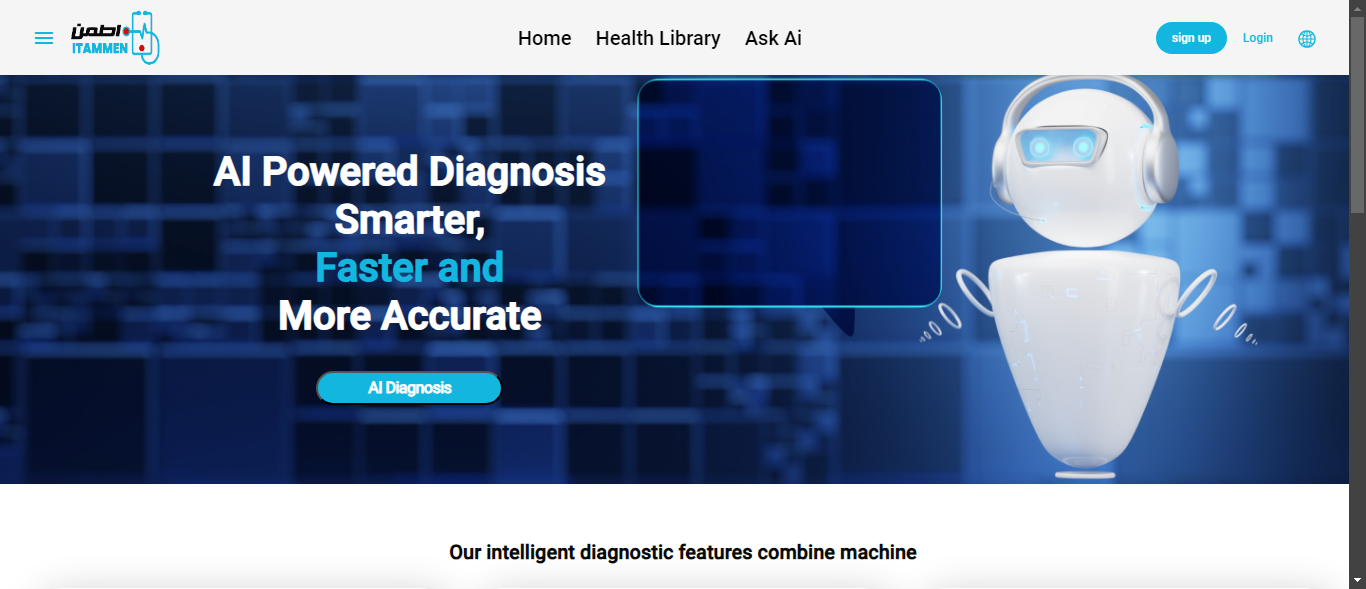 اطمن
ITAMMEN
Home Health Library Ask Ai
sign up Login
AI Powered Diagnosis
Smarter,
Faster and
More Accurate
AI Diagnosis
Our intelligent diagnostic features combine machine